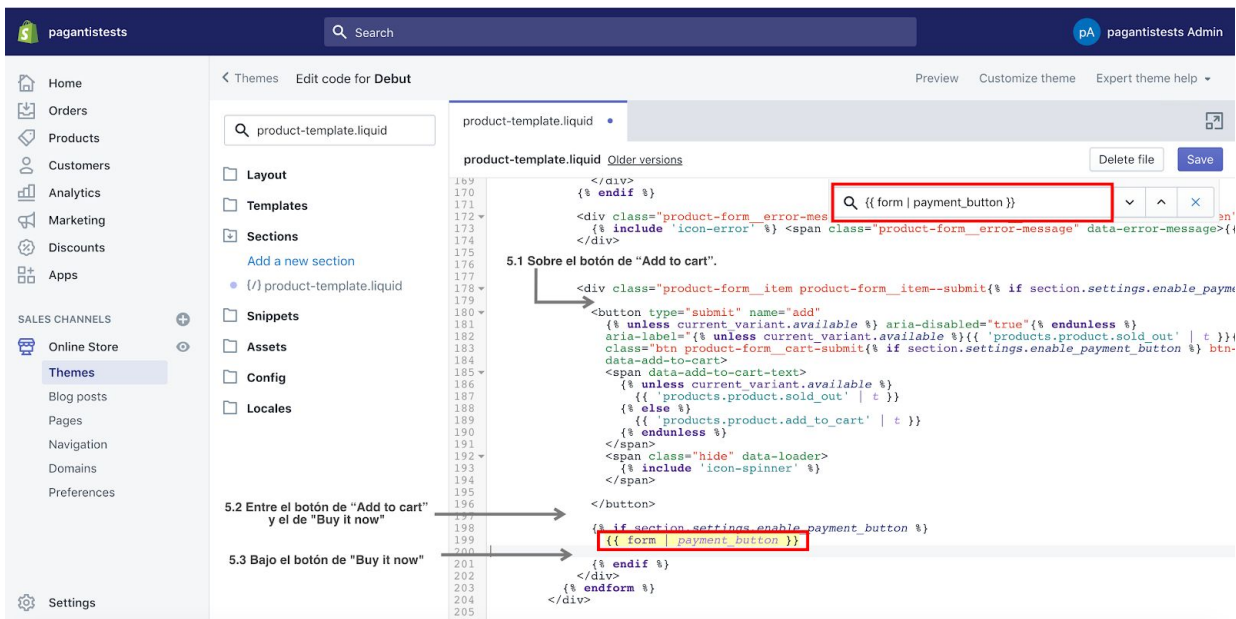 pagantistests
Search
pA pagantistests Admin
Home
Orders
Products
Customers
Analytics
Marketing
Discounts
Apps
SALES CHANNELS
Online Store
Themes
Blog posts
Pages
Navigation
Domains
Preferences
Settings
Themes Edit code for Debut
Preview Customize theme Expert theme help
product-template.liquid
Layout
Templates
Sections
Add a new section
{/} product-template.liquid
Snippets
Assets
Config
Locales
product-template.liquid
product-template.liquid Older versions
Delete file Save
{{ form | payment_button }}
169 </div>
170 {% endif %}
171
172 <div class="product-form__error-mes
173 {% include 'icon-error' %} <span class="product-form__error-message" data-error-message>{{
174 </div>
175
176
5.1 Sobre el botón de “Add to cart”.
177
178 <div class="product-form__item product-form__item--submit{% if section.settings.enable_payme
179
180 <button type="submit" name="add"
181 {% unless current_variant.available %} aria-disabled="true"{% endunless %}
182 aria-label="{% unless current_variant.available %}{{ 'products.product.sold_out' | t }}{
183 class="btn product-form__cart-submit{% if section.settings.enable_payment_button %} btn-
184 data-add-to-cart>
185 <span data-add-to-cart-text>
186 {% unless current_variant.available %}
187 {{ 'products.product.sold_out' | t }}
188 {% else %}
189 {{ 'products.product.add_to_cart' | t }}
190 {% endunless %}
191 </span>
192 <span class="hide" data-loader>
193 {% include 'icon-spinner' %}
194 </span>
195
196 </button>
5.2 Entre el botón de “Add to cart”
y el de "Buy it now"
197
198 {% if section.settings.enable_payment_button %}
199 {{ form | payment_button }}
200
5.3 Bajo el botón de "Buy it now"
201 {% endif %}
202 </div>
203 {% endform %}
204 </div>
205